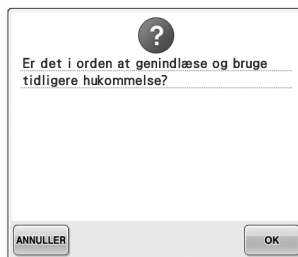 ?
Er det i orden at genindlæse og bruge
tidligere hukommelse?
ANNULLER
OK